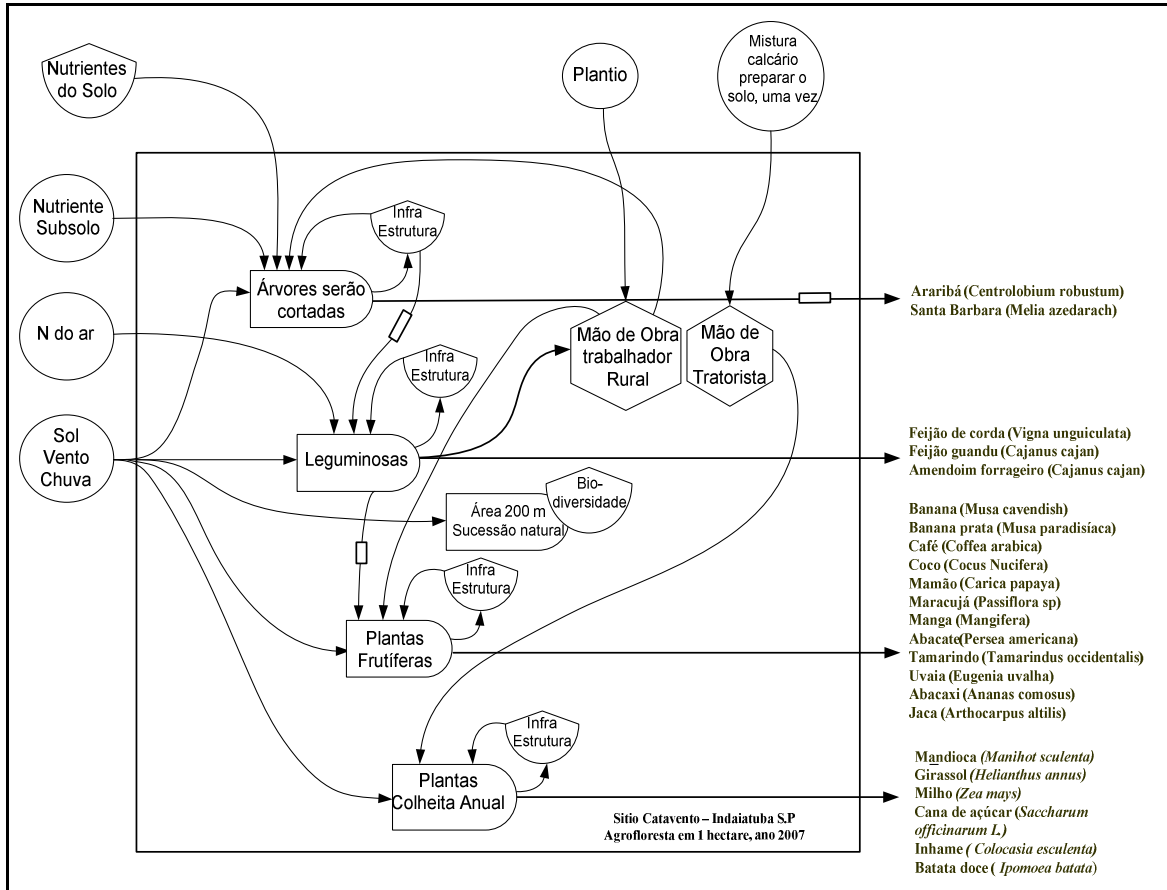 Nutrientes
do Solo
Plantio
Mistura
calcário
preparar o
solo, uma vez
Nutriente
Subsolo
Infra
Estrutura
Árvores serão
cortadas
Araribá (Centrolobium robustum)
Santa Barbara (Melia azedarach)
N do ar
Mão de Obra
trabalhador
Rural
Mão de
Obra
Tratorista
Infra
Estrutura
Sol
Vento
Chuva
Leguminosas
Feijão de corda (Vigna unguiculata)
Feijão guandu (Cajanus cajan)
Amendoim forrageiro (Cajanus cajan)
Bio-
diversidade
Área 200 m
Sucessão natural
Banana (Musa cavendish)
Banana prata (Musa paradisíaca)
Café (Coffea arabica)
Coco (Cocus Nucifera)
Mamão (Carica papaya)
Maracujá (Passiflora sp)
Manga (Mangifera)
Abacate(Persea americana)
Tamarindo (Tamarindus occidentalis)
Uvaia (Eugenia uvalha)
Abacaxi (Ananas comosus)
Jaca (Arthocarpus altilis)
Infra
Estrutura
Plantas
Frutíferas
Infra
Estrutura
Plantas
Colheita Anual
Mandioca (Manihot sculenta)
Girassol (Helianthus annus)
Milho (Zea mays)
Cana de açúcar (Saccharum
officinarum L.)
Inhame ( Colocasia esculenta)
Batata doce ( Ipomoea batata)
Sitio Catavento – Indaiatuba S.P
Agrofloresta em 1 hectare, ano 2007